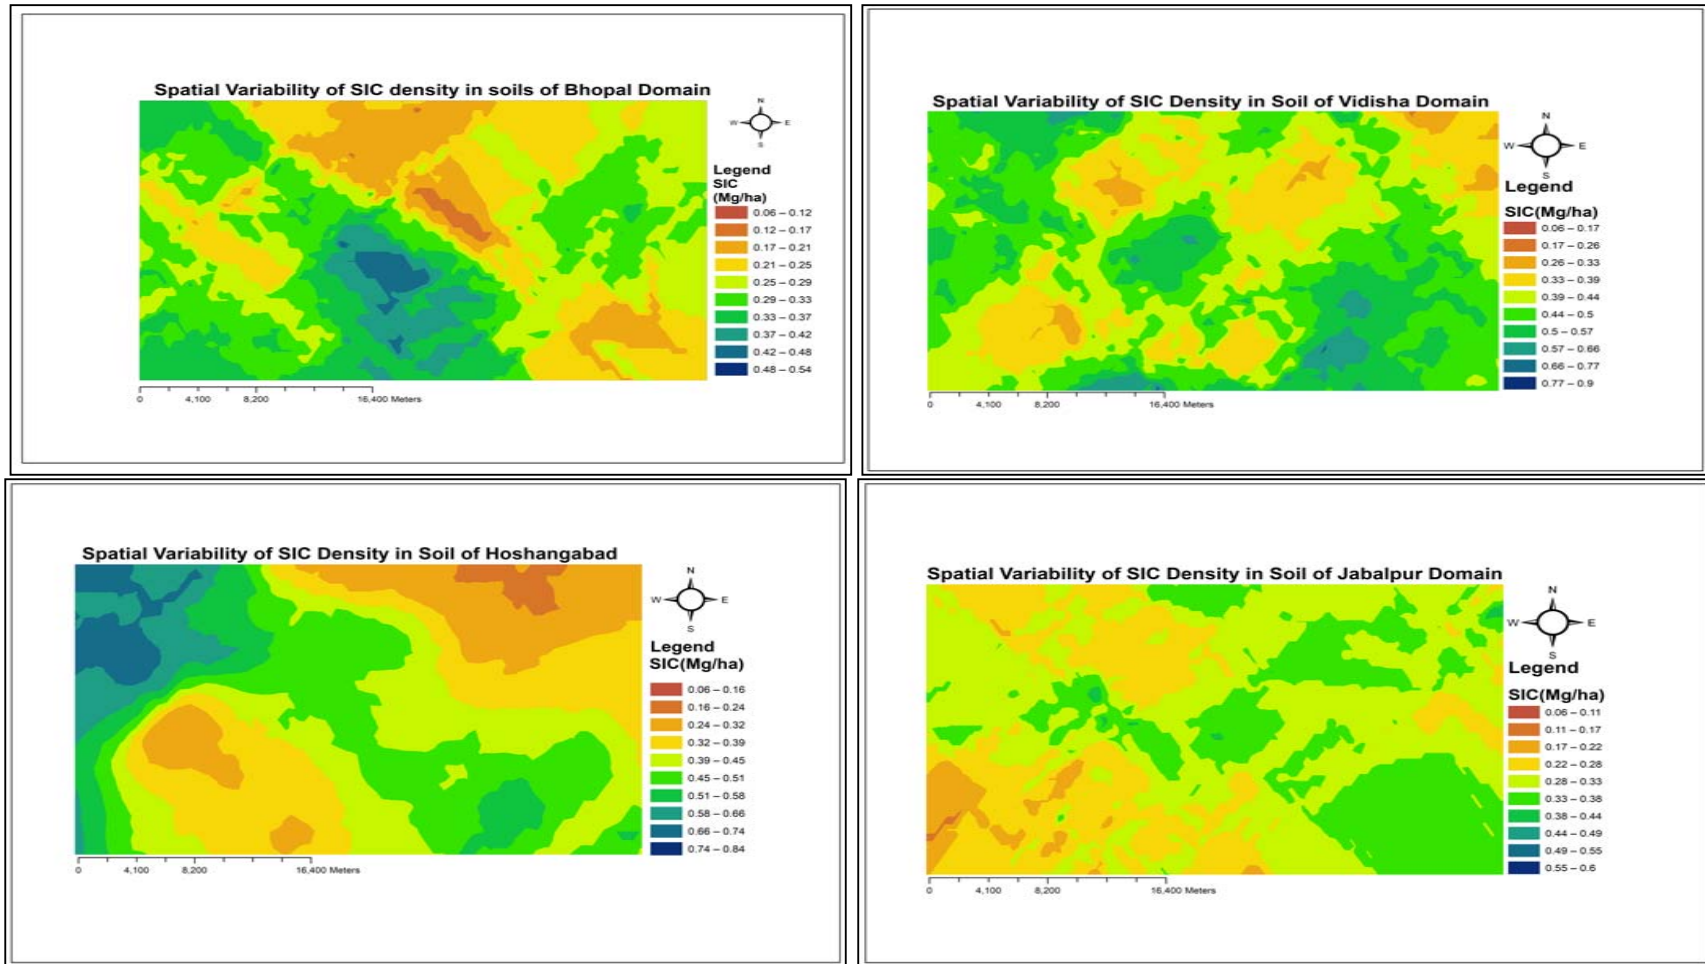 Spatial Variability of SIC density in soils of Bhopal Domain
N
W E
S
Legend
SIC
(Mg/ha)
0.06 – 0.12
0.12 – 0.17
0.17 – 0.21
0.21 – 0.25
0.25 – 0.29
0.29 – 0.33
0.33 – 0.37
0.37 – 0.42
0.42 – 0.48
0.48 – 0.54
0 4,100 8,200 16,400 Meters
Spatial Variability of SIC Density in Soil of Vidisha Domain
N
W E
S
Legend
SIC(Mg/ha)
0.06 – 0.17
0.17 – 0.26
0.26 – 0.33
0.33 – 0.39
0.39 – 0.44
0.44 – 0.5
0.5 – 0.57
0.57 – 0.66
0.66 – 0.77
0.77 – 0.9
0 4,100 8,200 16,400 Meters
Spatial Variability of SIC Density in Soil of Hoshangabad
N
W E
S
Legend
SIC(Mg/ha)
0.06 – 0.16
0.16 – 0.24
0.24 – 0.32
0.32 – 0.39
0.39 – 0.45
0.45 – 0.51
0.51 – 0.58
0.58 – 0.66
0.66 – 0.74
0.74 – 0.84
0 4,100 8,200 16,400 Meters
Spatial Variability of SIC Density in Soil of Jabalpur Domain
N
W E
S
Legend
SIC(Mg/ha)
0.06 – 0.11
0.11 – 0.17
0.17 – 0.22
0.22 – 0.28
0.28 – 0.33
0.33 – 0.38
0.38 – 0.44
0.44 – 0.49
0.49 – 0.55
0.55 – 0.6
0 4,100 8,200 16,400 Meters